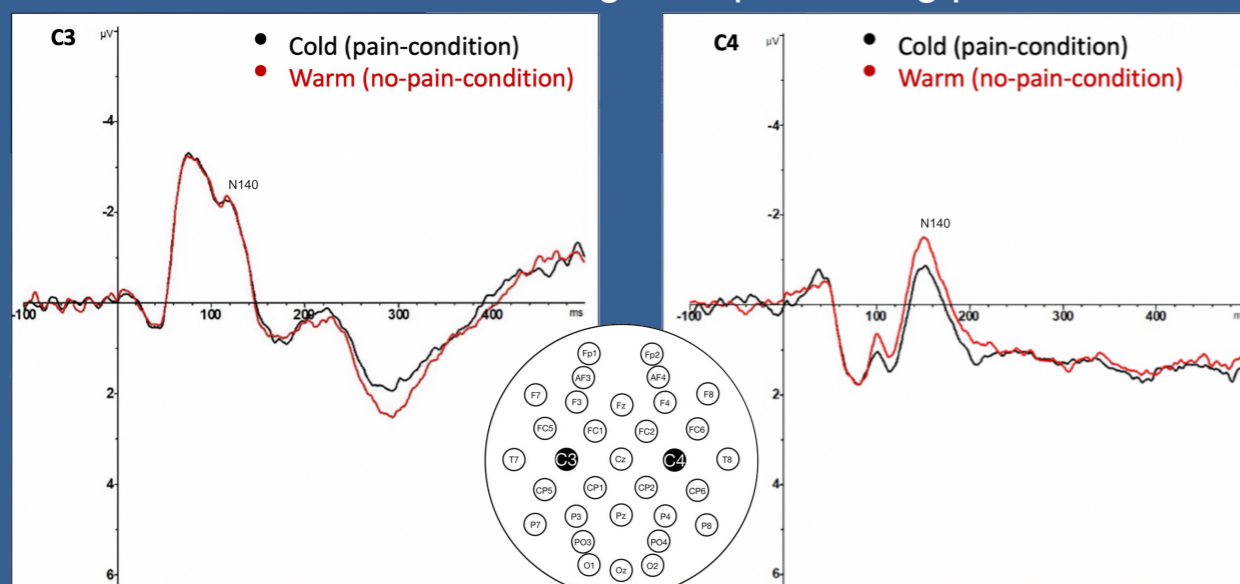 C3
µV
Cold (pain-condition)
Warm (no-pain-condition)
-4
N140
-2
-100
100
200
300
400
ms
2
4
6
C4
µV
Cold (pain-condition)
Warm (no-pain-condition)
-4
-2
N140
-100
100
200
300
400
2
4
6
Fp1 Fp2
AF3 AF4
F7 F3 Fz F4 F8
FC5 FC1 FC2 FC6
T7 C3 Cz C4 T8
CP5 CP1 CP2 CP6
P7 P3 Pz P4 P8
PO3 PO4
O1 Oz O2